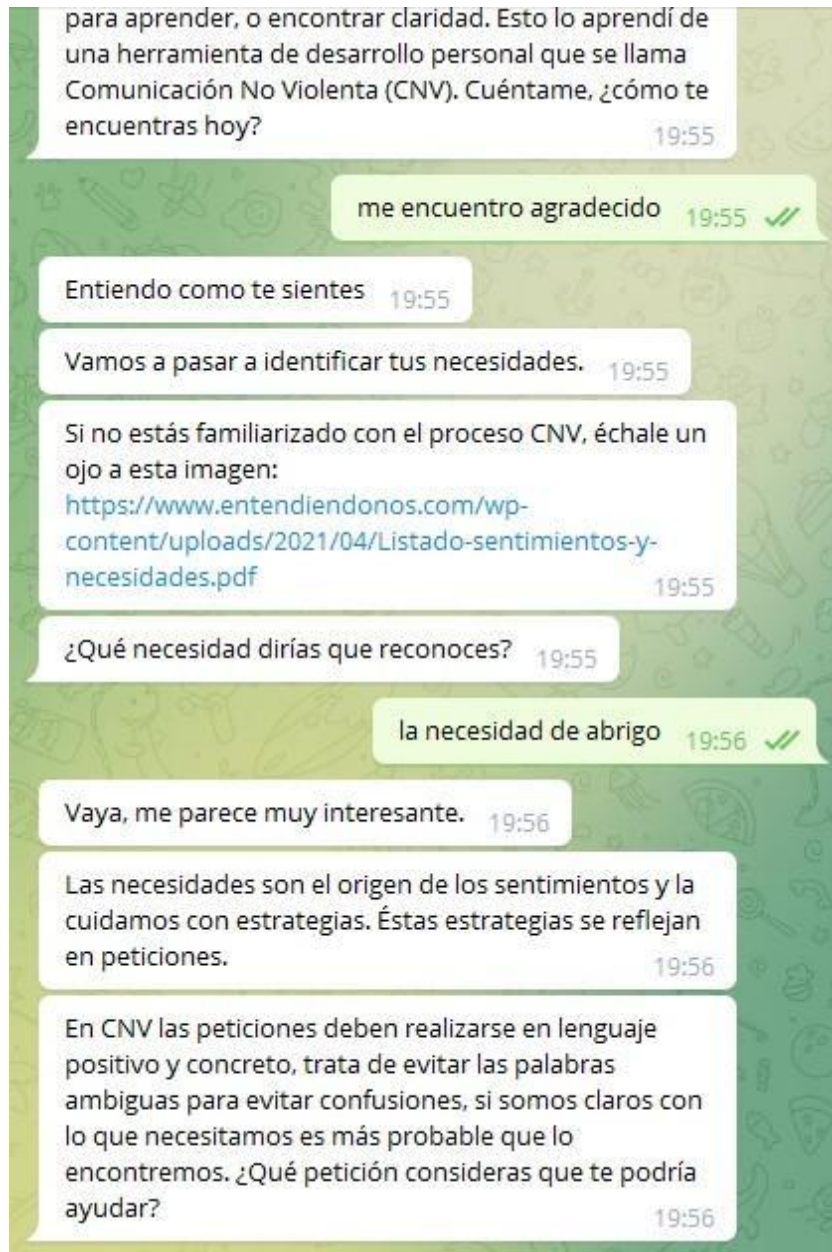 para aprender, o encontrar claridad. Esto lo aprendí de
una herramienta de desarrollo personal que se llama
Comunicación No Violenta (CNV). Cuéntame, ¿cómo te
encuentras hoy?
19:55
me encuentro agradecido 19:55
Entiendo como te sientes 19:55
Vamos a pasar a identificar tus necesidades. 19:55
Si no estás familiarizado con el proceso CNV, échale un
ojo a esta imagen:
https://www.entendiendonos.com/wp-
content/uploads/2021/04/Listado-sentimientos-y-
necesidades.pdf
19:55
¿Qué necesidad dirías que reconoces? 19:55
la necesidad de abrigo 19:56
Vaya, me parece muy interesante. 19:56
Las necesidades son el origen de los sentimientos y la
cuidamos con estrategias. Éstas estrategias se reflejan
en peticiones.
19:56
En CNV las peticiones deben realizarse en lenguaje
positivo y concreto, trata de evitar las palabras
ambiguas para evitar confusiones, si somos claros con
lo que necesitamos es más probable que lo
encontremos. ¿Qué petición consideras que te podría
ayudar?
19:56